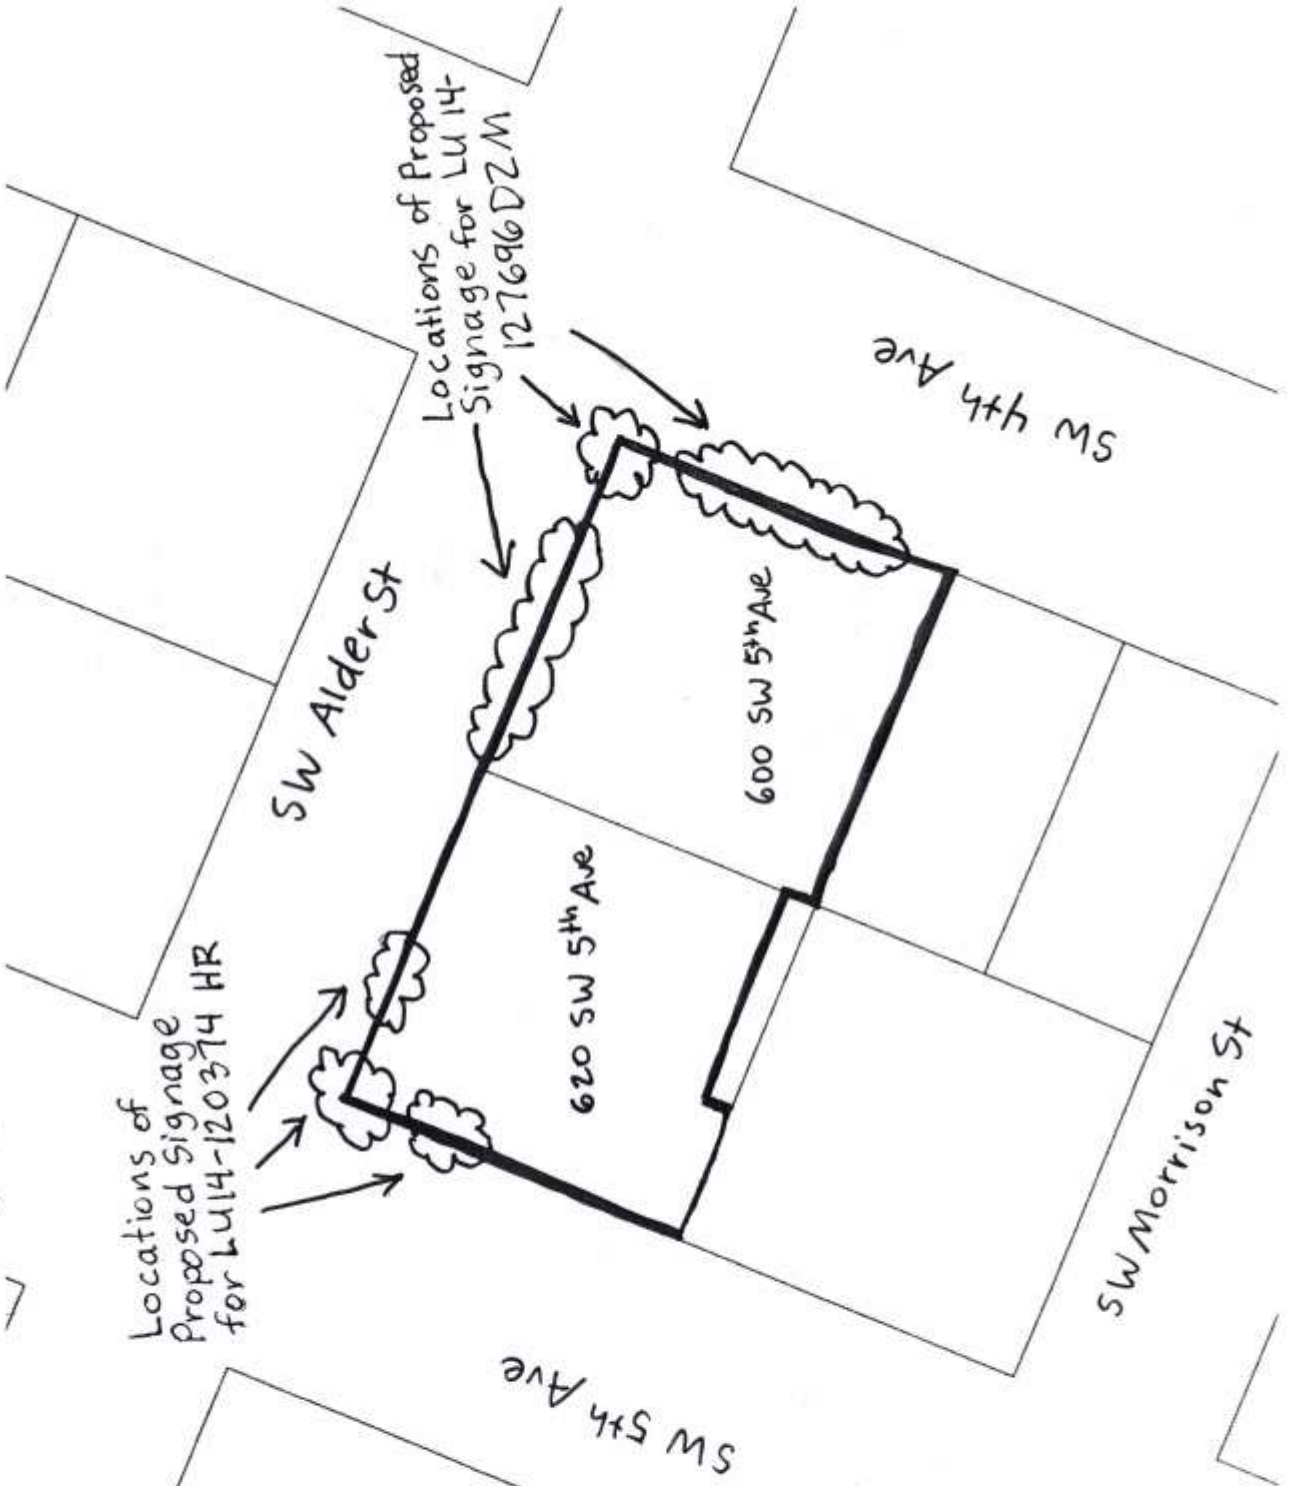 Locations of Proposed
Signage for LU 14-
127696 DZM
SW 4th Ave
SW Alder St
600 SW 5th Ave
620 SW 5th Ave
Locations of
Proposed Signage
for LU14-120374 HR
SW Morrison St
SW 5th Ave